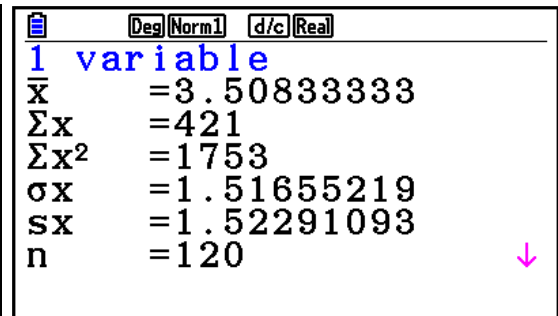 Deg Norm1 d/c Real
1 variable
x̄ =3.50833333
Σx =421
Σx² =1753
σx =1.51655219
sx =1.52291093
n =120 ↓